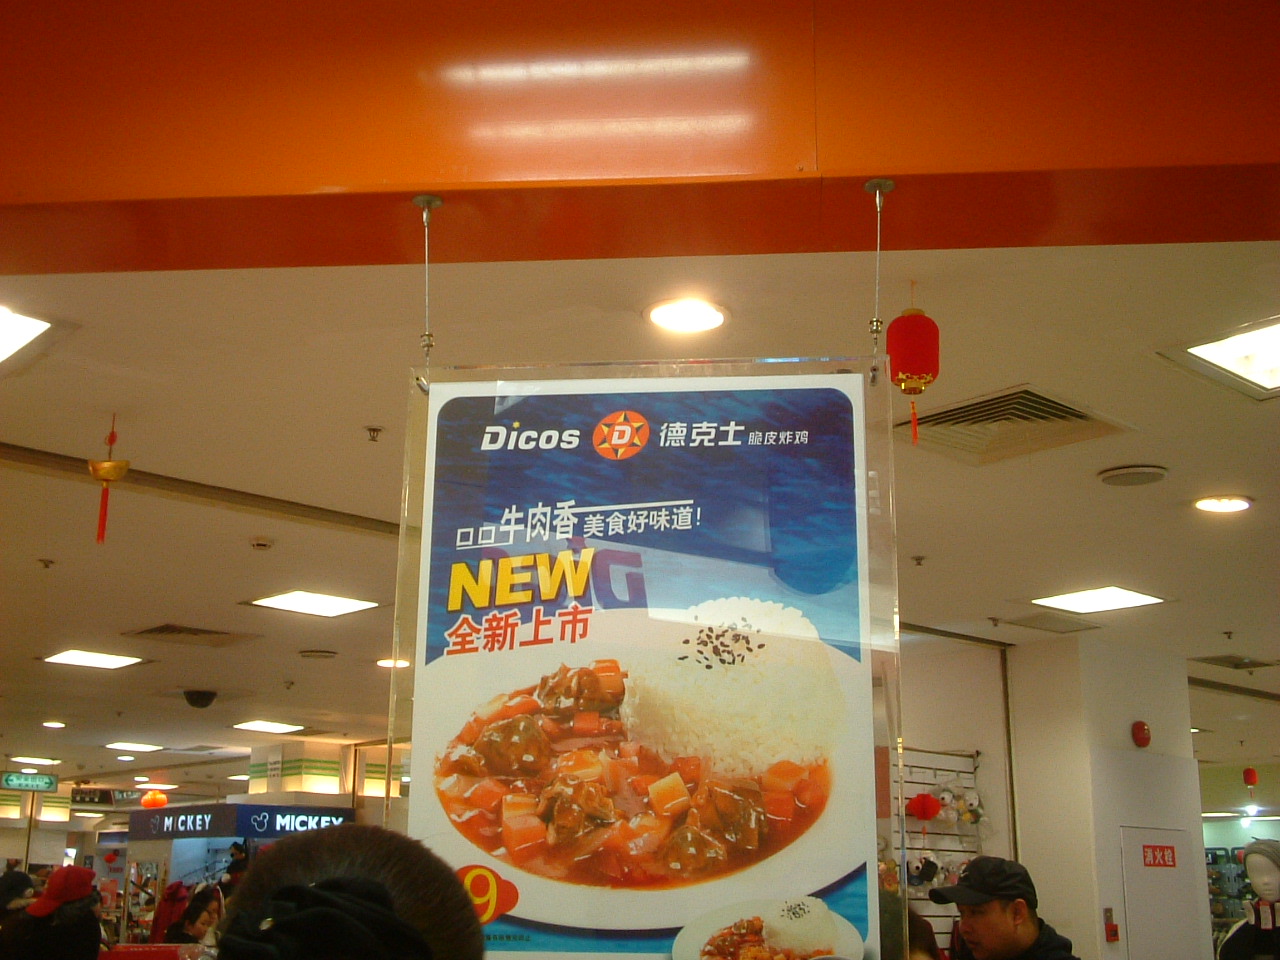 Dicos D 德克士 脆皮炸鸡
口口牛肉香 美食好味道!
NEW BIG
全新上市
9
MICKEY
MICKEY
消火栓